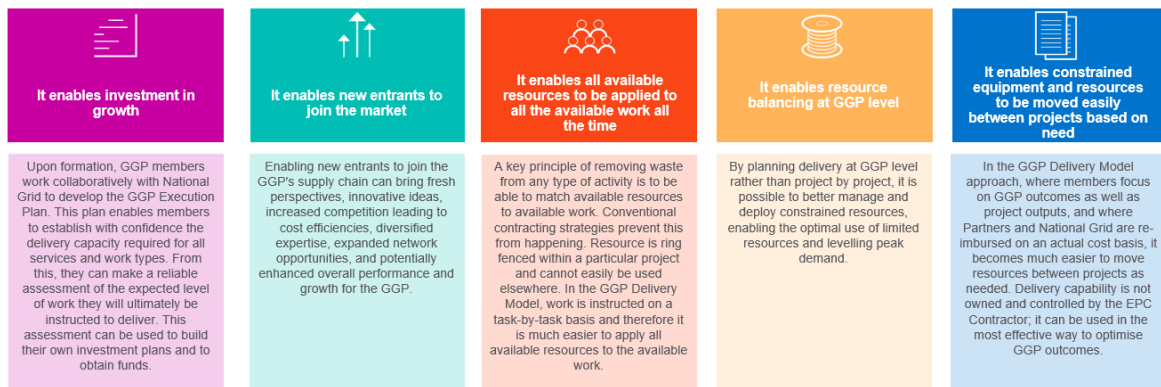 It enables investment in
growth
Upon formation, GGP members
work collaboratively with National
Grid to develop the GGP Execution
Plan. This plan enables members
to establish with confidence the
delivery capacity required for all
services and work types. From
this, they can make a reliable
assessment of the expected level
of work they will ultimately be
instructed to deliver. This
assessment can be used to build
their own investment plans and to
obtain funds.
It enables new entrants to
join the market
Enabling new entrants to join the
GGP's supply chain can bring fresh
perspectives, innovative ideas,
increased competition leading to
cost efficiencies, diversified
expertise, expanded network
opportunities, and potentially
enhanced overall performance and
growth for the GGP.
It enables all available
resources to be applied to
all the available work all
the time
A key principle of removing waste
from any type of activity is to be
able to match available resources
to available work. Conventional
contracting strategies prevent this
from happening. Resource is ring
fenced within a particular project
and cannot easily be used
elsewhere. In the GGP Delivery
Model, work is instructed on a
task-by-task basis and therefore it
is much easier to apply all
available resources to the available
work.
It enables resource
balancing at GGP level
By planning delivery at GGP level
rather than project by project, it is
possible to better manage and
deploy constrained resources,
enabling the optimal use of limited
resources and levelling peak
demand.
It enables constrained
equipment and resources
to be moved easily
between projects based on
need
In the GGP Delivery Model
approach, where members focus
on GGP outcomes as well as
project outputs, and where
Partners and National Grid are re-
imbursed on an actual cost basis, it
becomes much easier to move
resources between projects as
needed. Delivery capability is not
owned and controlled by the EPC
Contractor; it can be used in the
most effective way to optimise
GGP outcomes.